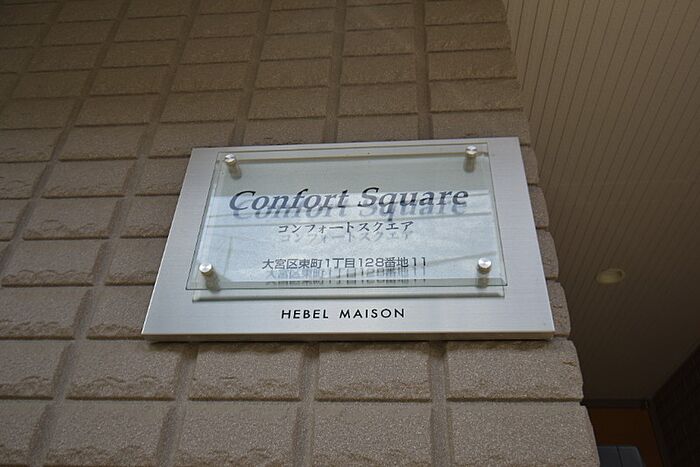 Confort Square
コンフォートスクエア
大宮区東町1丁目128番地11
HEBEL MAISON